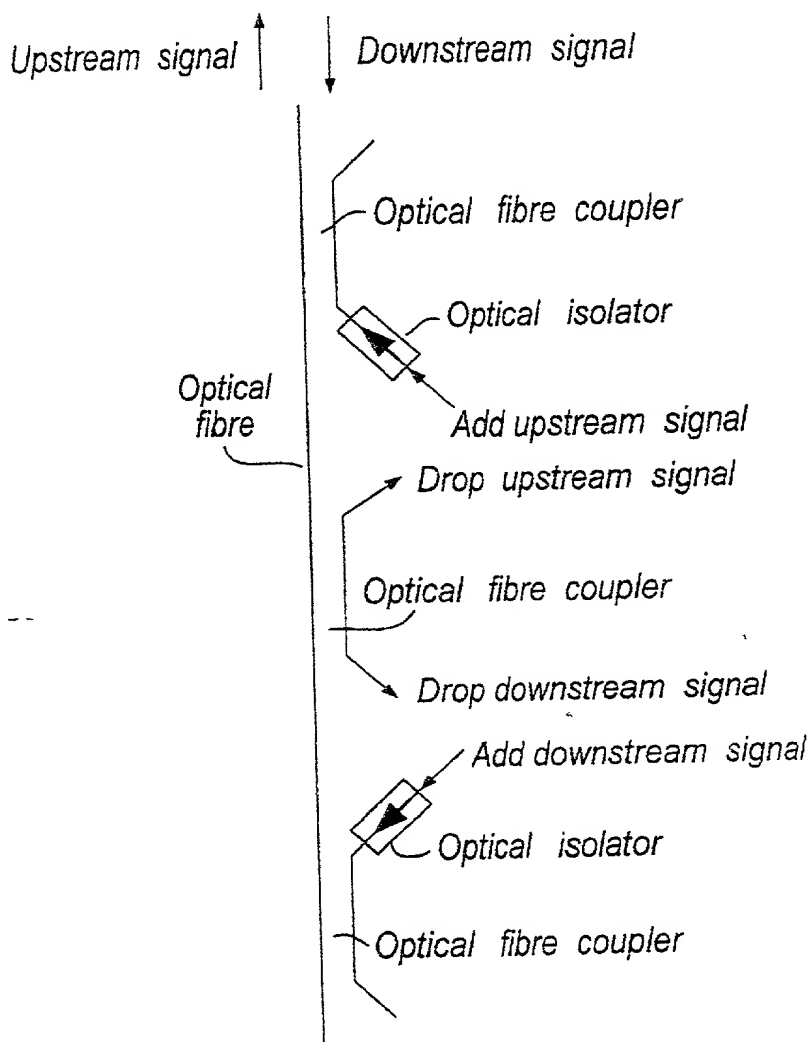 Upstream signal
Downstream signal
Optical fibre coupler
Optical isolator
Optical
fibre
Add upstream signal
Drop upstream signal
Optical fibre coupler
Drop downstream signal
Add downstream signal
Optical isolator
Optical fibre coupler